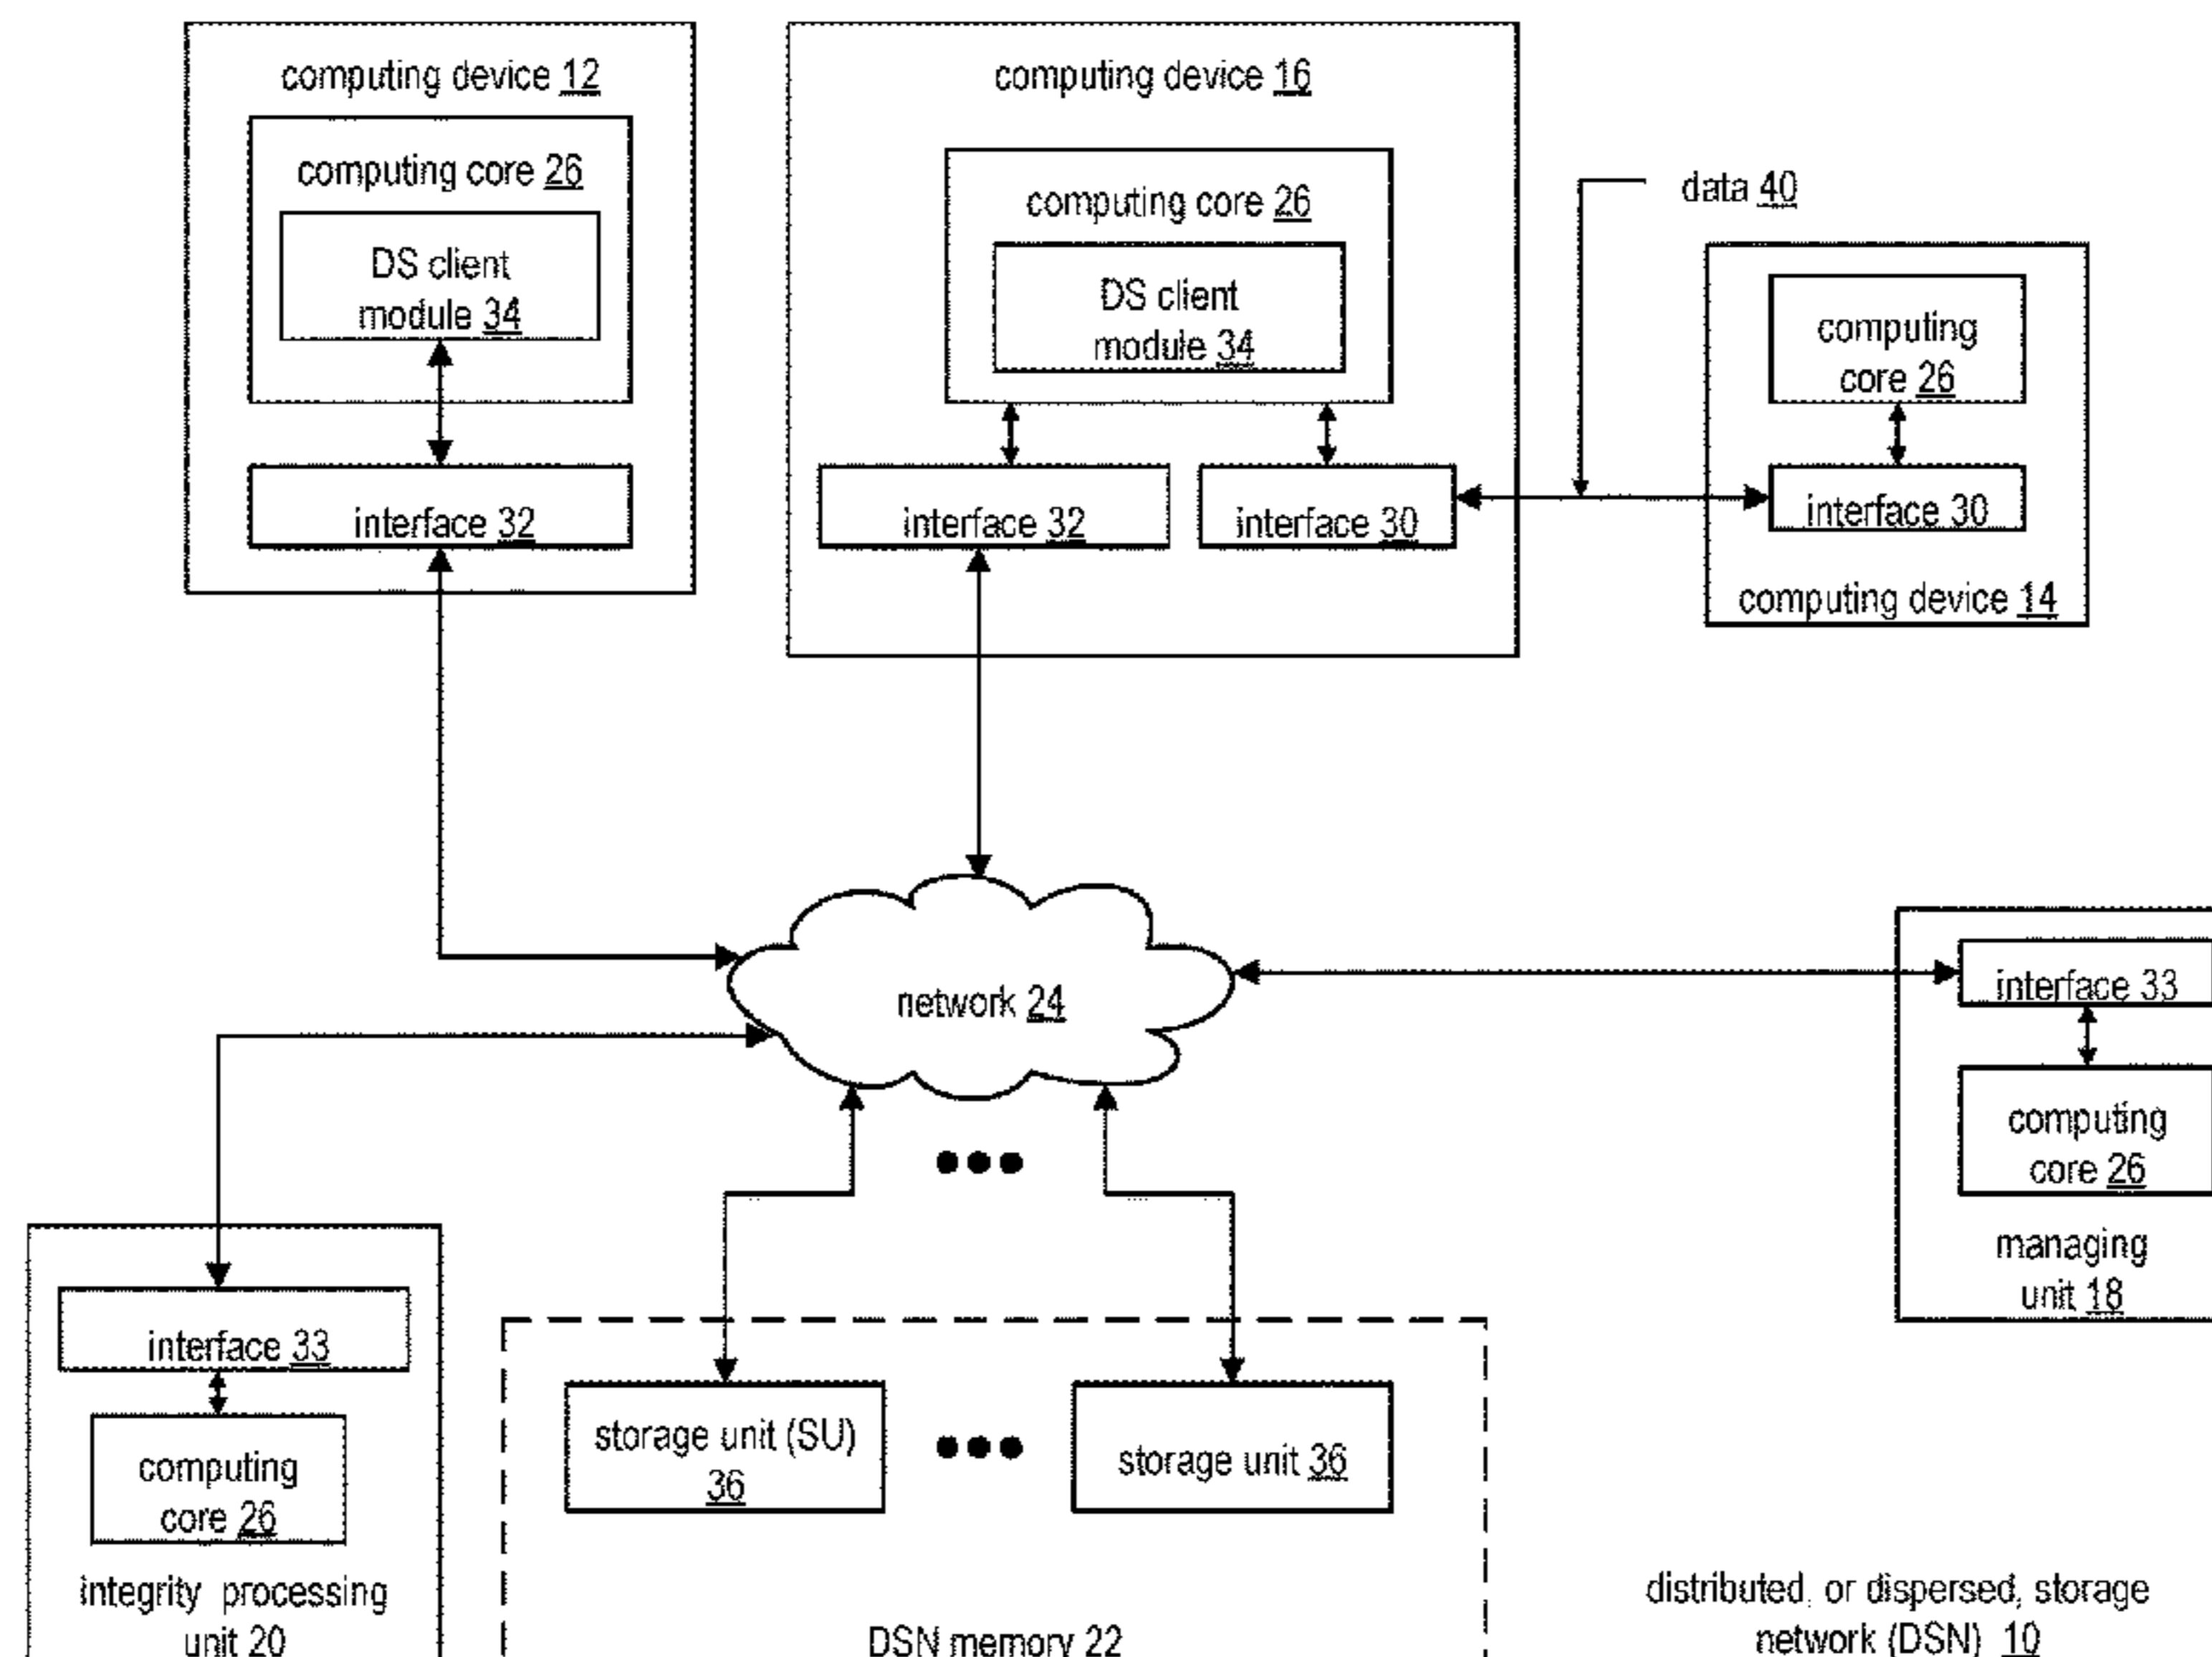 computing device 12
computing core 26
DS client
module 34
interface 32
computing device 16
computing core 26
DS client
module 34
interface 32
interface 30
data 40
computing
core 26
interface 30
computing device 14
network 24
interface 33
computing
core 26
managing
unit 18
interface 33
computing
core 26
integrity processing
unit 20
storage unit (SU)
36
storage unit 36
DSN memory 22
distributed, or dispersed, storage
network (DSN) 10